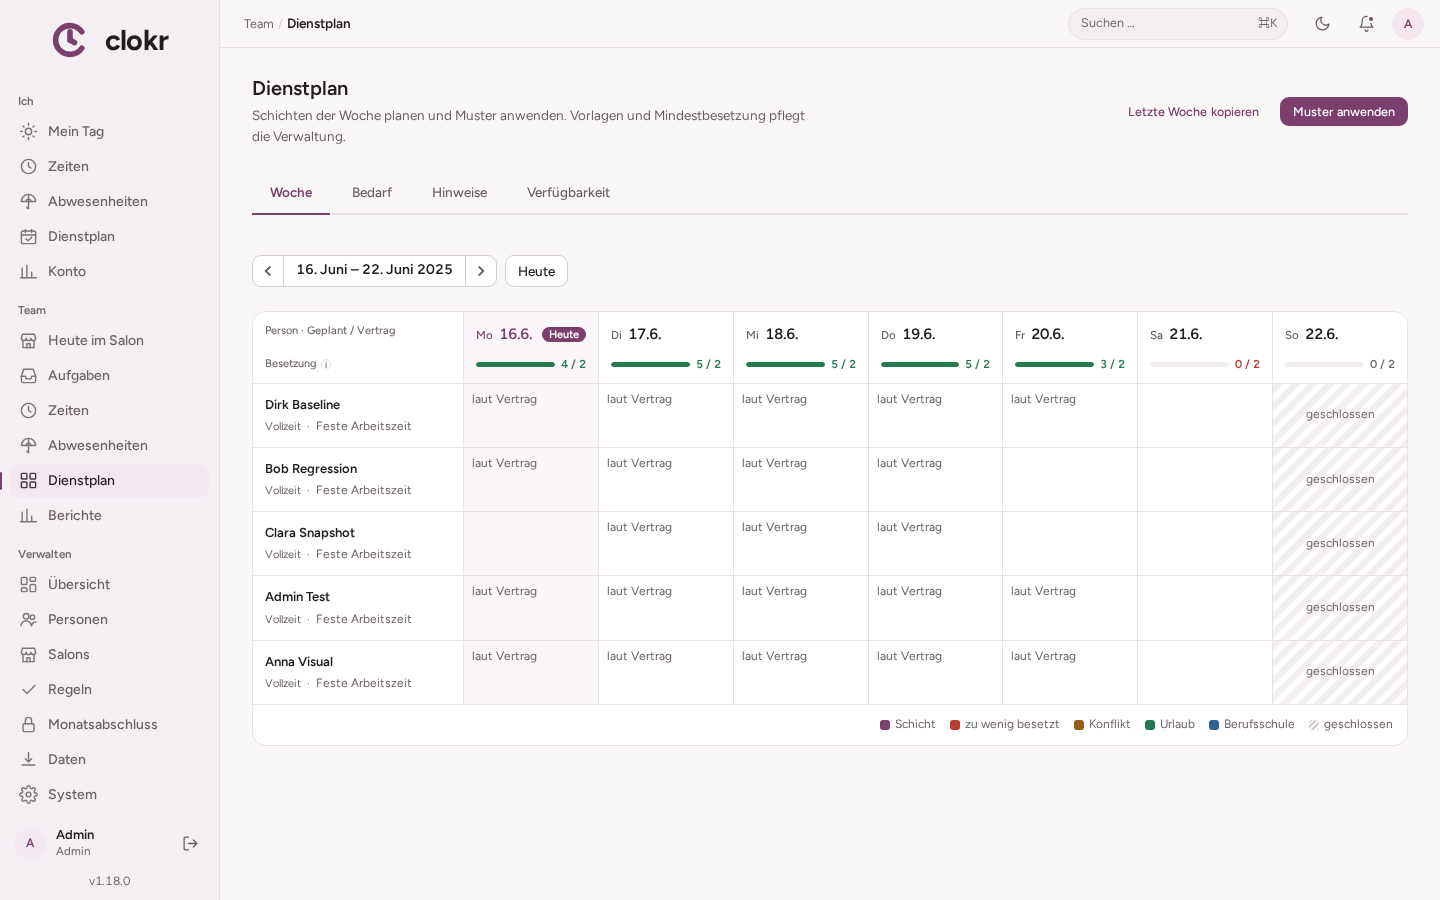 clokr
Team / Dienstplan
Suchen ... ⌘K
A
Ich
Mein Tag
Zeiten
Abwesenheiten
Dienstplan
Konto
Team
Heute im Salon
Aufgaben
Zeiten
Abwesenheiten
Dienstplan
Berichte
Verwalten
Übersicht
Personen
Salons
Regeln
Monatsabschluss
Daten
System
A
Admin
Admin
v1.18.0
Dienstplan
Schichten der Woche planen und Muster anwenden. Vorlagen und Mindestbesetzung pflegt
die Verwaltung.
Letzte Woche kopieren
Muster anwenden
Woche Bedarf Hinweise Verfügbarkeit
16. Juni – 22. Juni 2025
Heute
Person · Geplant / Vertrag Mo 16.6. Heute Di 17.6. Mi 18.6. Do 19.6. Fr 20.6. Sa 21.6. So 22.6.
Besetzung i 4 / 2 5 / 2 5 / 2 5 / 2 3 / 2 0 / 2 0 / 2
Dirk Baseline
Vollzeit · Feste Arbeitszeit
laut Vertrag laut Vertrag laut Vertrag laut Vertrag laut Vertrag geschlossen
Bob Regression
Vollzeit · Feste Arbeitszeit
laut Vertrag laut Vertrag laut Vertrag laut Vertrag geschlossen
Clara Snapshot
Vollzeit · Feste Arbeitszeit
laut Vertrag laut Vertrag laut Vertrag geschlossen
Admin Test
Vollzeit · Feste Arbeitszeit
laut Vertrag laut Vertrag laut Vertrag laut Vertrag laut Vertrag geschlossen
Anna Visual
Vollzeit · Feste Arbeitszeit
laut Vertrag laut Vertrag laut Vertrag laut Vertrag laut Vertrag geschlossen
Schicht zu wenig besetzt Konflikt Urlaub Berufsschule geschlossen